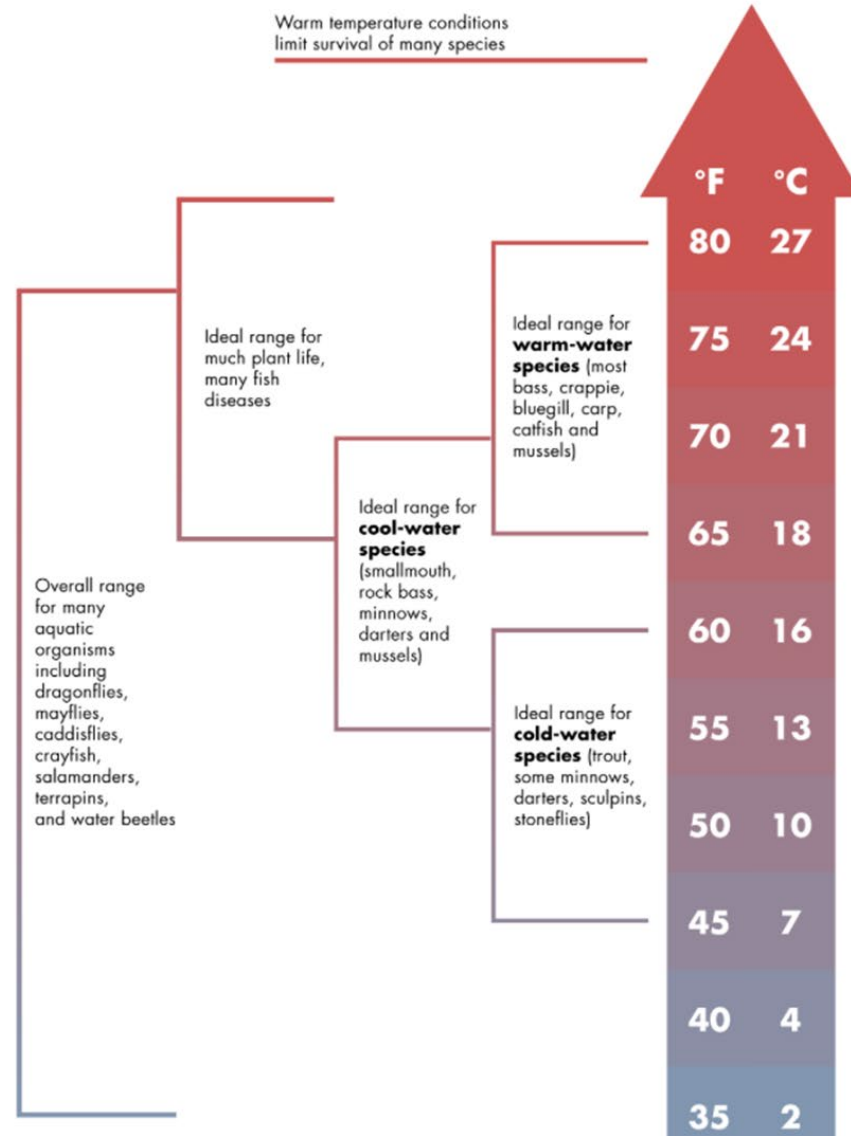 Warm temperature conditions
limit survival of many species
°F °C
80 27
Ideal range for
warm-water
species (most
bass, crappie,
bluegill, carp,
catfish and
mussels)
Ideal range for
much plant life,
many fish
diseases
75 24
70 21
Ideal range for
cool-water
species
(smallmouth,
rock bass,
minnows,
darters and
mussels)
65 18
Overall range
for many
aquatic
organisms
including
dragonflies,
mayflies,
caddisflies,
crayfish,
salamanders,
terrapins,
and water beetles
60 16
Ideal range for
cold-water
species (trout,
some minnows,
darters, sculpins,
stoneflies)
55 13
50 10
45 7
40 4
35 2